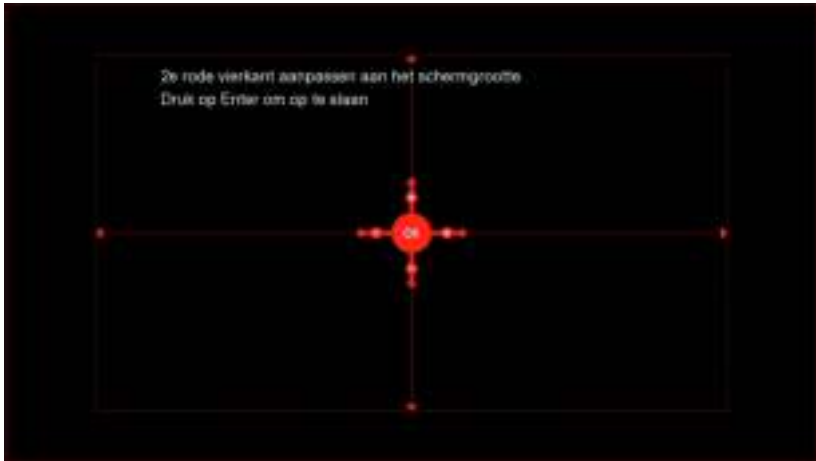 2e rode vierkant aanpassen aan het schermgrootte
Druk op Enter om op te slaan
OK